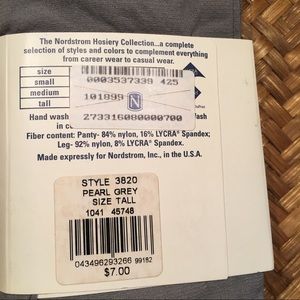 The Nordstrom Hosiery Collection...a complete
selection of styles and colors to complement everything
from career wear to casual wear.
size
small
medium
tall
0003537339 425
101899 N
273316080000700
Hand wash
in c
Fiber content: Panty- 84% nylon, 16% LYCRA® Spandex;
Leg- 92% nylon, 8% LYCRA® Spandex.
Made expressly for Nordstrom, Inc., in the U.S.A.
STYLE 3820
PEARL GREY
SIZE TALL
1041 45748
043496293266 99182
$7.00